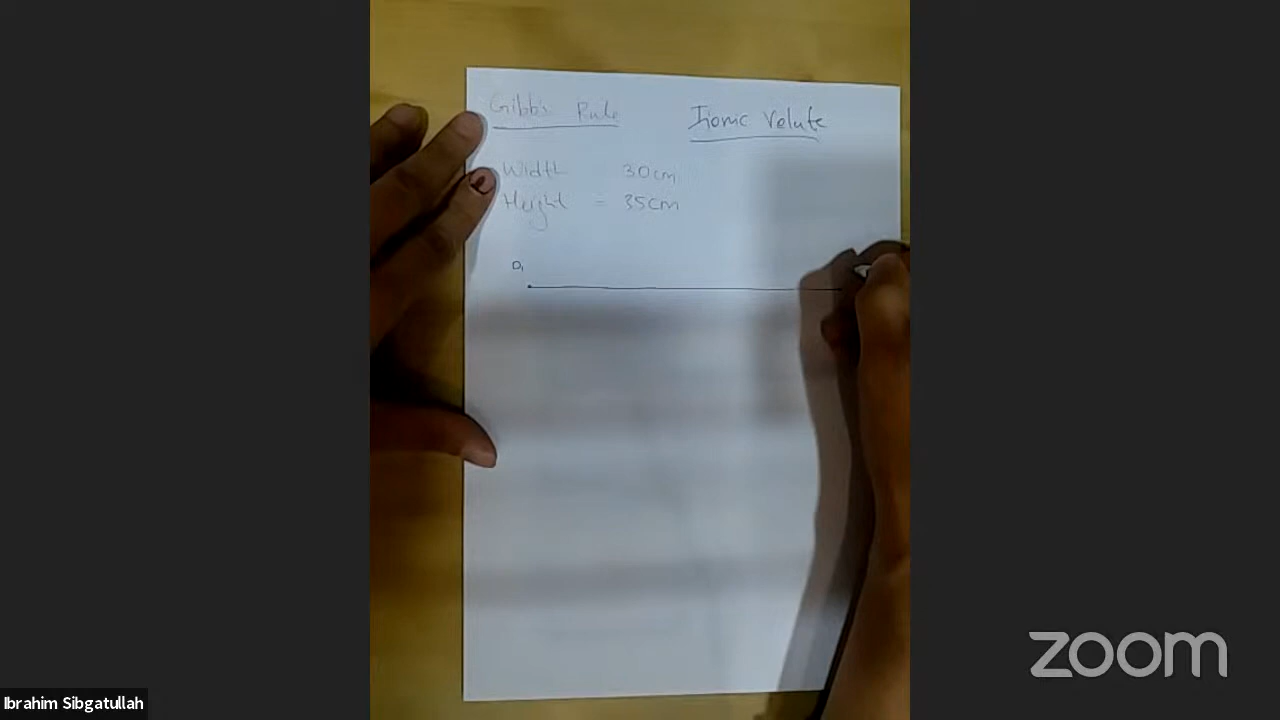 Gibbs Rule
Ionic Volute
Width 30cm
Height = 35cm
O,
Ibrahim Sibgatullah
zoom